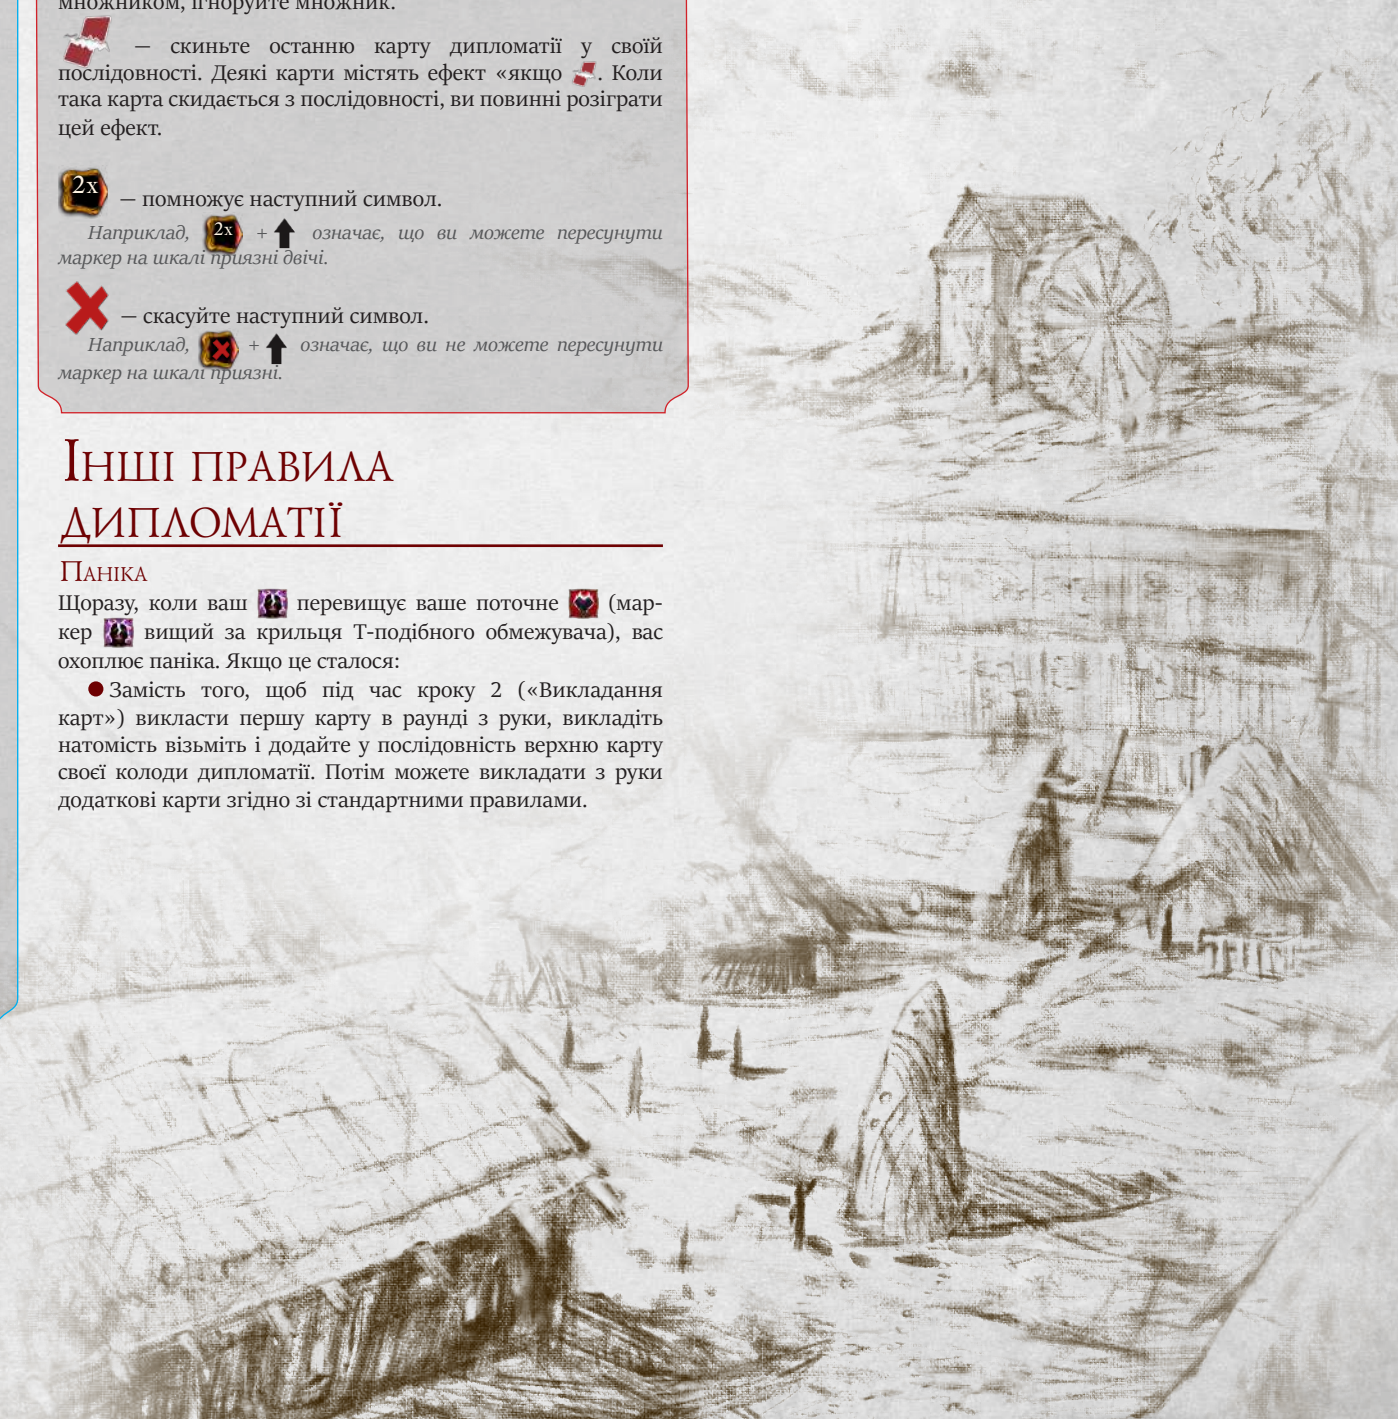 множником, ігноруйте множник.
— скиньте останню карту дипломатії у своїй
послідовності. Деякі карти містять ефект «якщо . Коли
така карта скидається з послідовності, ви повинні розіграти
цей ефект.
2x — помножує наступний символ.
Наприклад, 2x + означає, що ви можете пересунути
маркер на шкалі приязні двічі.
— скасуйте наступний символ.
Наприклад, + означає, що ви не можете пересунути
маркер на шкалі приязні.
Інші правила
дипломатії
Паніка
Щоразу, коли ваш перевищує ваше поточне (мар-
кер вищий за крильця Т-подібного обмежувача), вас
охоплює паніка. Якщо це сталося:
● Замість того, щоб під час кроку 2 («Викладання
карт») викласти першу карту в раунді з руки, викладіть
натомість візьміть і додайте у послідовність верхню карту
своєї колоди дипломатії. Потім можете викладати з руки
додаткові карти згідно зі стандартними правилами.